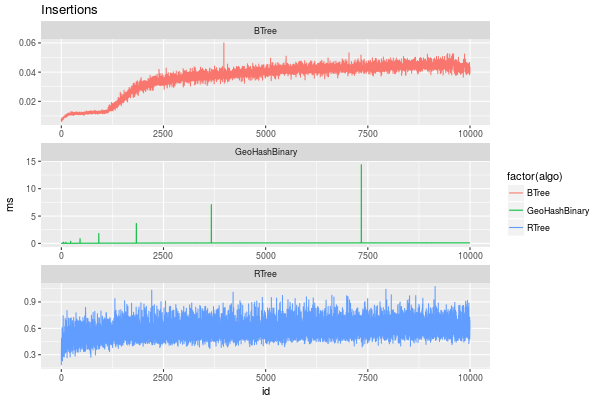 Insertions
BTree
0.06
0.04
0.02
0 2500 5000 7500 10000
GeoHashBinary
15
10
5
0
0 2500 5000 7500 10000
RTree
0.9
0.6
0.3
0 2500 5000 7500 10000
id
ms
factor(algo)
BTree
GeoHashBinary
RTree